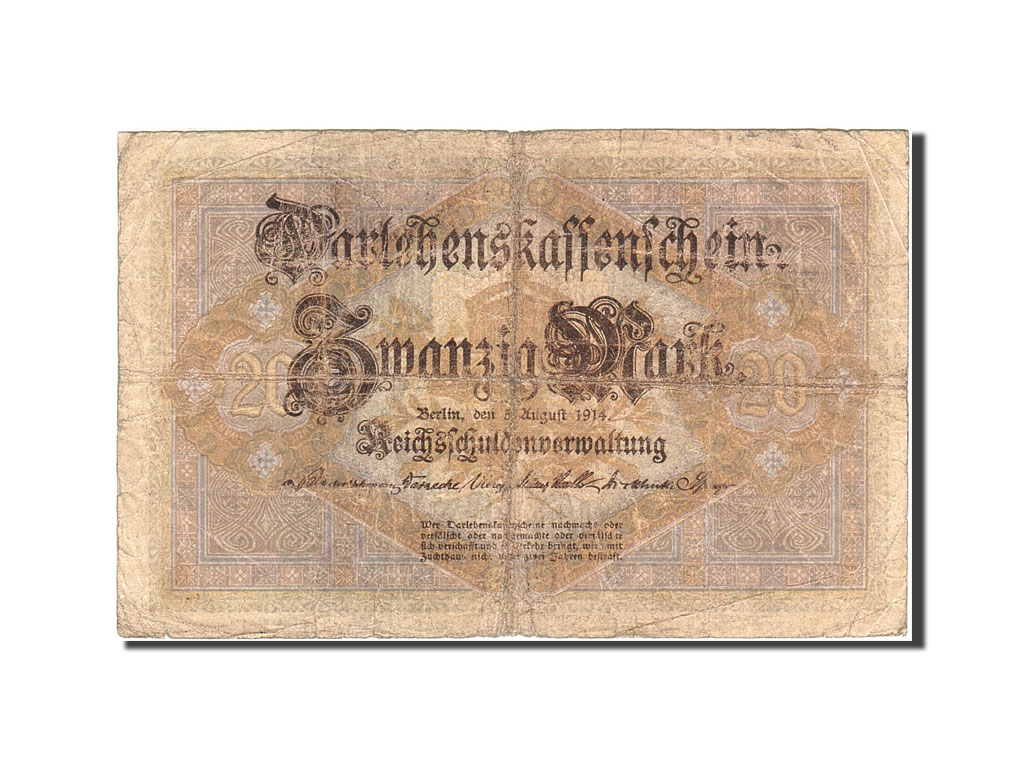 Darlehenskassenschein.
Zwanzig Mark.
20 20
Berlin, den 5. August 1914.
Reichsschuldenverwaltung
Wer Darlehenskassenscheine nachmacht oder
verfälscht oder nachgemachte oder verfälschte
sich verschafft und in Verkehr bringt, wird mit
Zuchthaus nicht unter zwei Jahren bestraft.